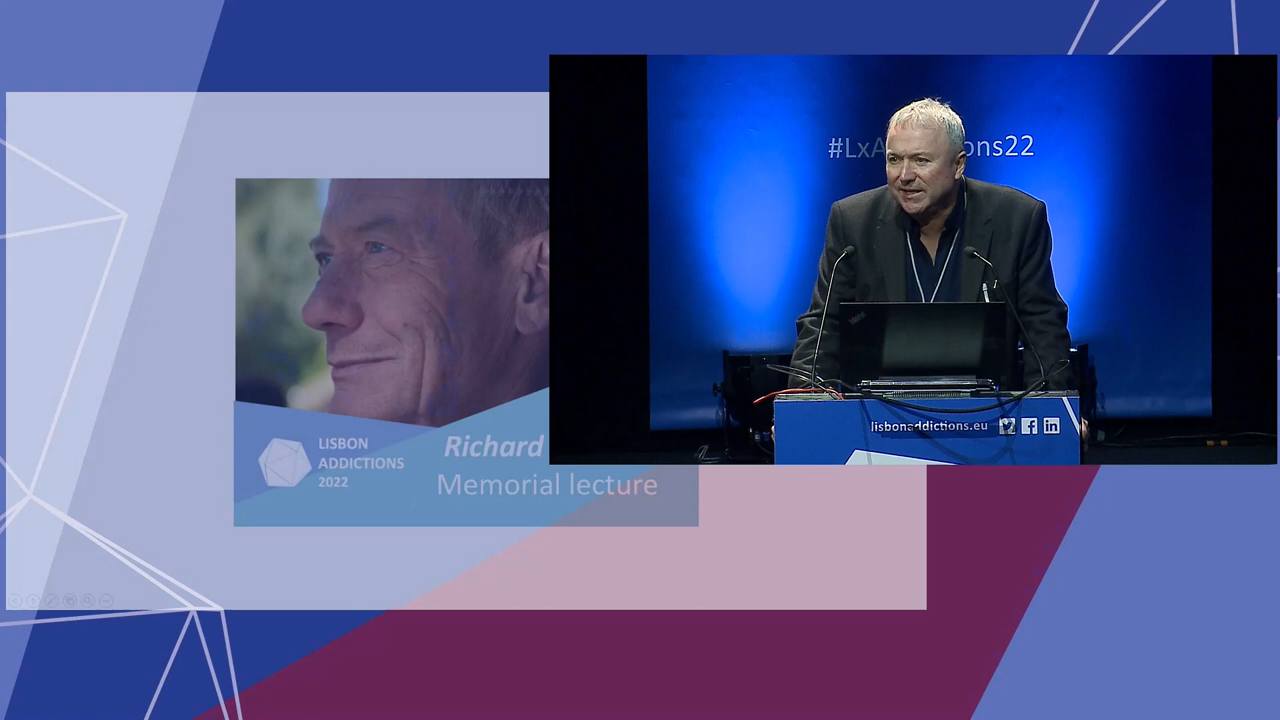 #LxA ons22
lisbonaddictions.eu
LISBON
ADDICTIONS
2022
Richard
Memorial lecture